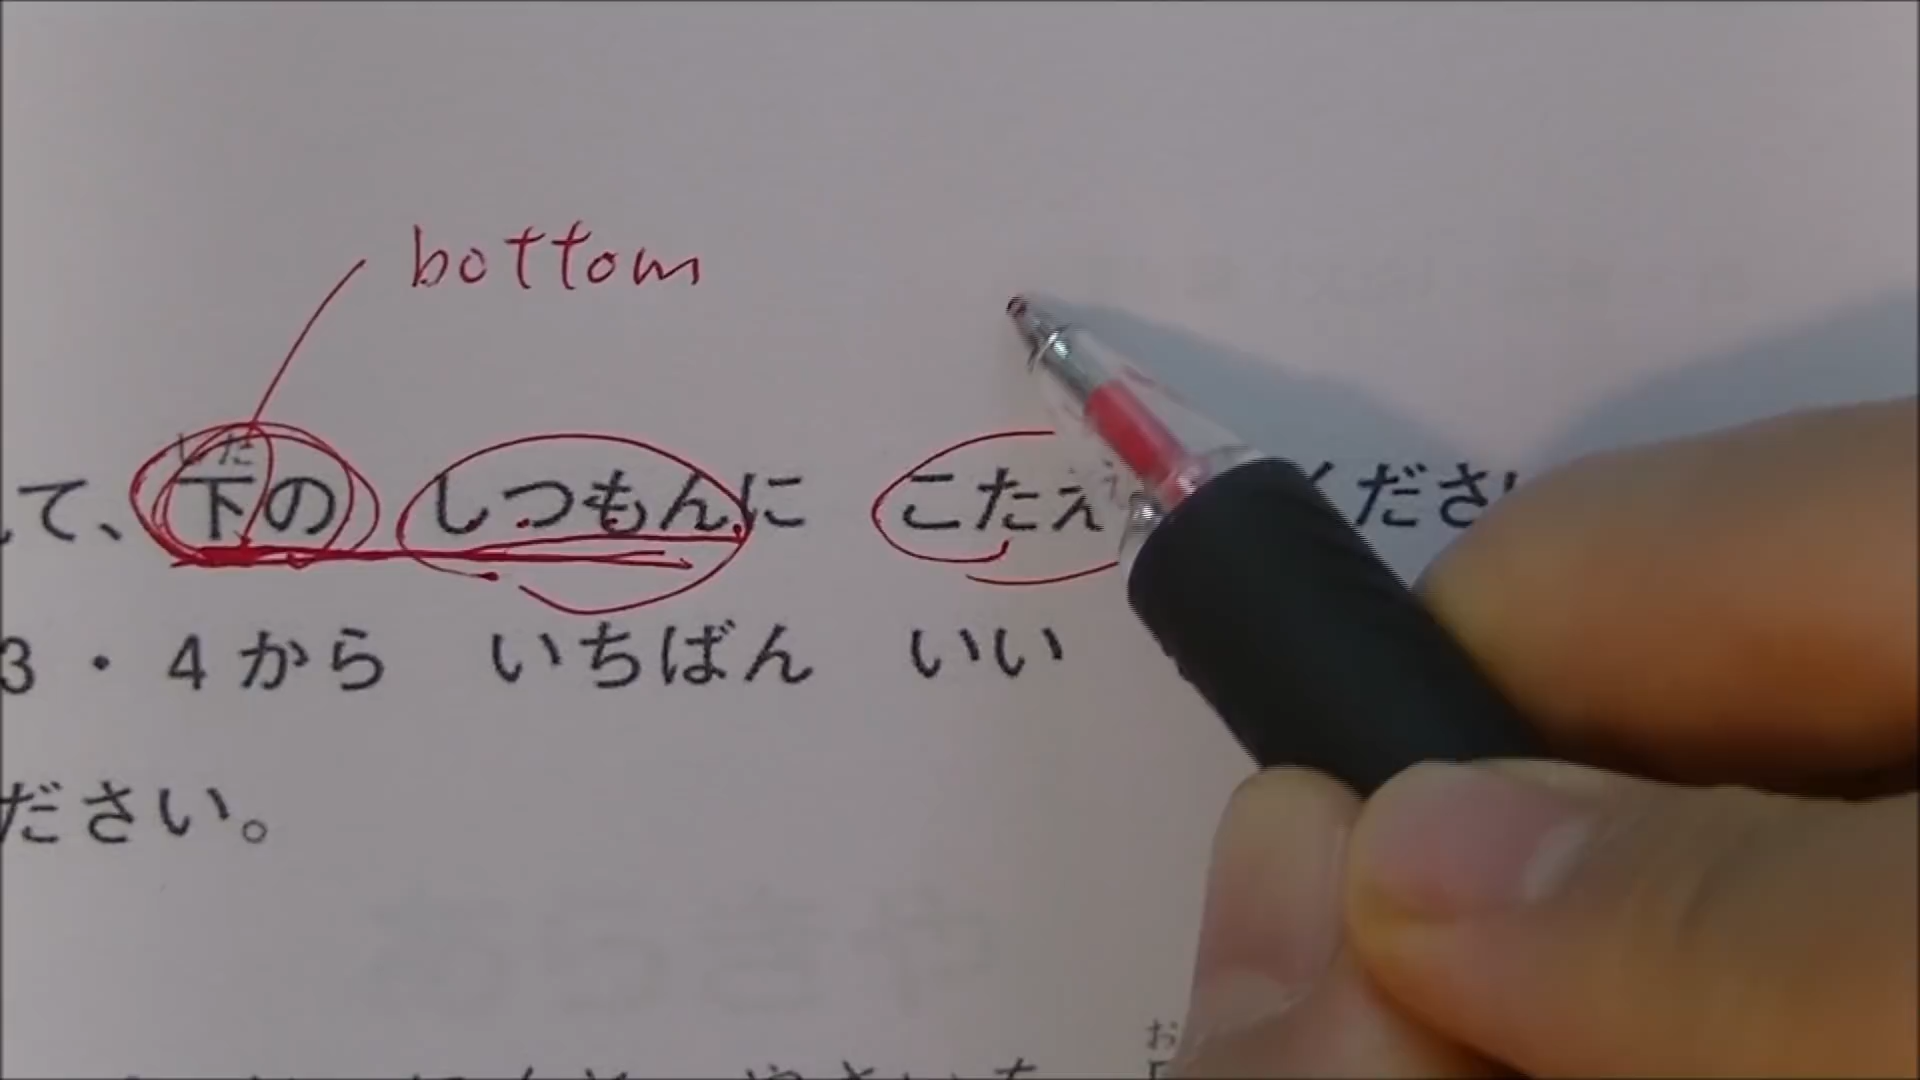 bottom
した
て、下の しつもんに こたえ くださ
3・4から いちばん いい
ださい。
お